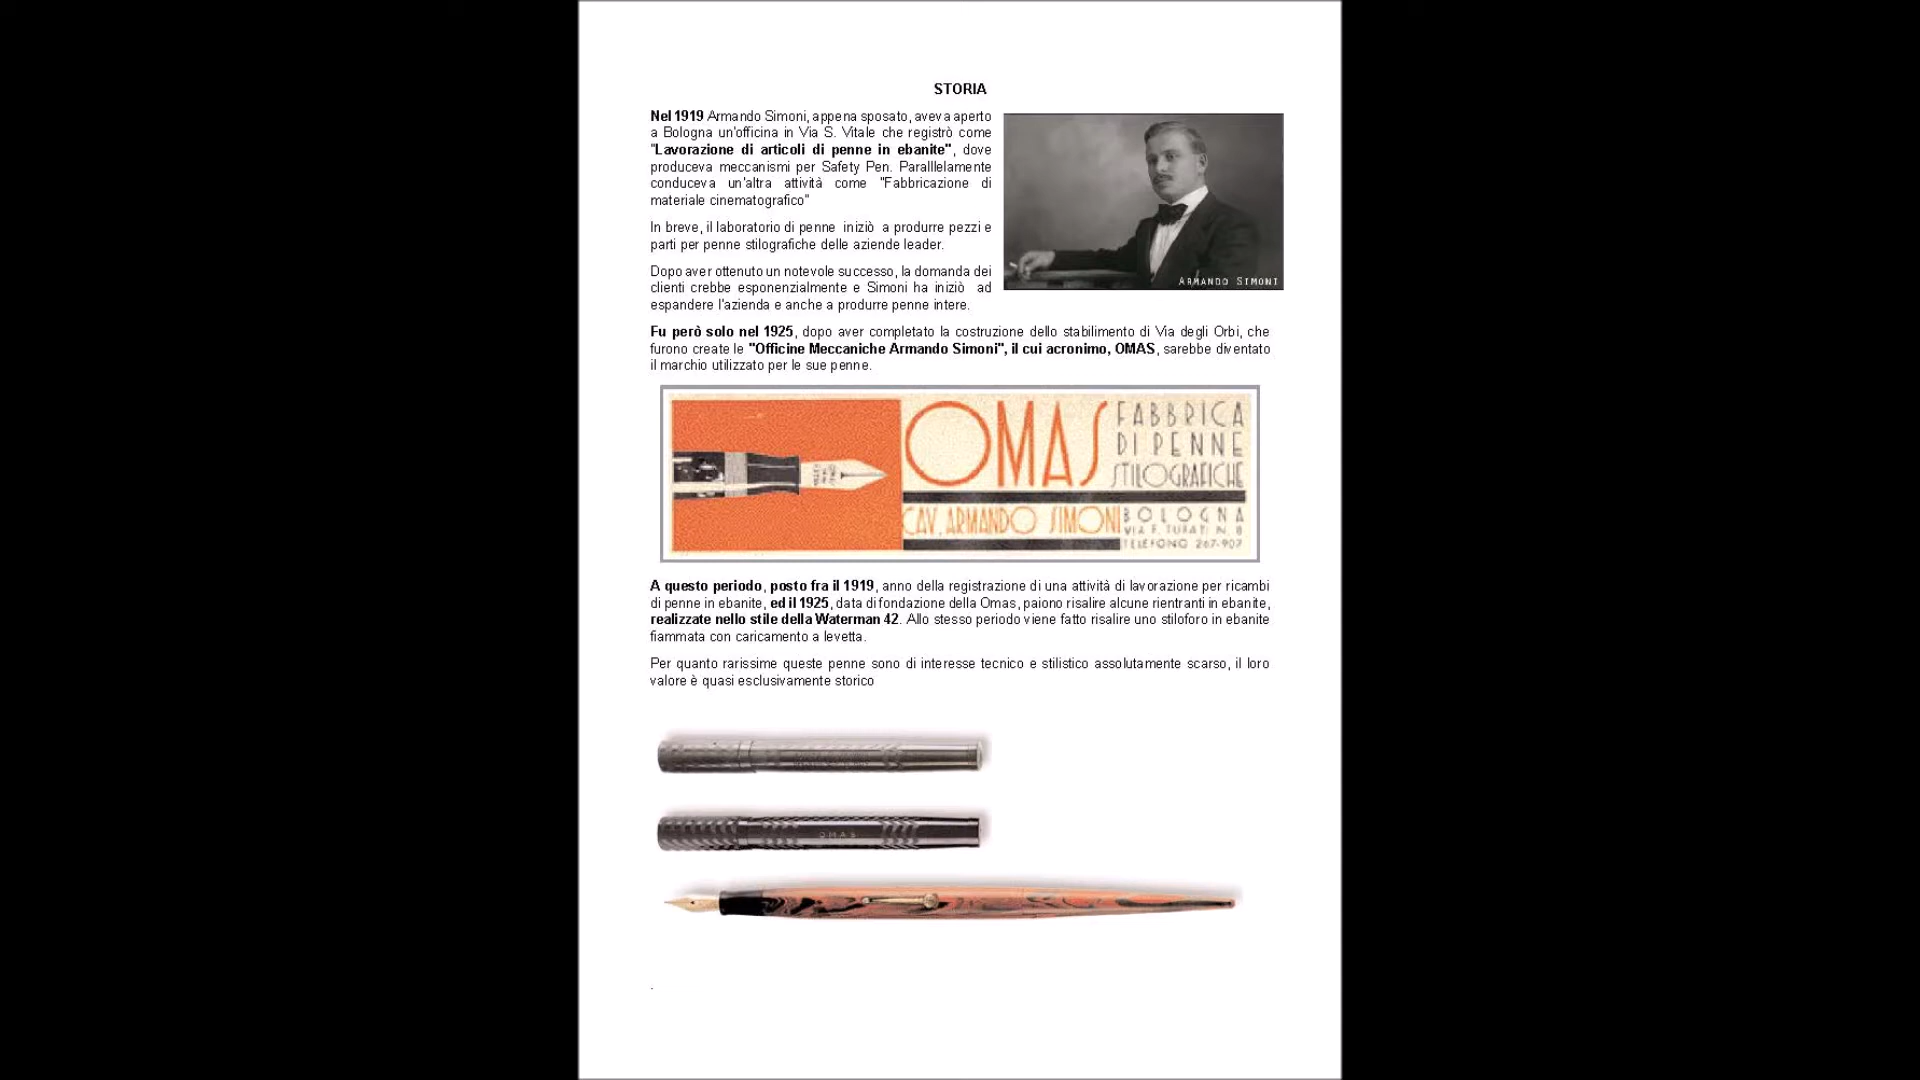 STORIA
Nel 1919 Armando Simoni, appena sposato, aveva aperto
a Bologna un'officina in Via S. Vitale che registrò come
"Lavorazione di articoli di penne in ebanite", dove
produceva meccanismi per Safety Pen. Paralllelamente
conduceva un'altra attività come "Fabbricazione di
materiale cinematografico"
In breve, il laboratorio di penne iniziò a produrre pezzi e
parti per penne stilografiche delle aziende leader.
Dopo aver ottenuto un notevole successo, la domanda dei
clienti crebbe esponenzialmente e Simoni ha iniziò ad
espandere l'azienda e anche a produrre penne intere.
ARMANDO SIMONI
Fu però solo nel 1925, dopo aver completato la costruzione dello stabilimento di Via degli Orbi, che
furono create le "Officine Meccaniche Armando Simoni", il cui acronimo, OMAS, sarebbe diventato
il marchio utilizzato per le sue penne.
OMAS
FABBRICA
DI PENNE
STILOGRAFICHE
CAV. ARMANDO SIMONI
BOLOGNA
VIA F. TURATI N. 8
TELEFONO 267-907
A questo periodo, posto fra il 1919, anno della registrazione di una attività di lavorazione per ricambi
di penne in ebanite, ed il 1925, data di fondazione della Omas, paiono risalire alcune rientranti in ebanite,
realizzate nello stile della Waterman 42. Allo stesso periodo viene fatto risalire uno stiloforo in ebanite
fiammata con caricamento a levetta.
Per quanto rarissime queste penne sono di interesse tecnico e stilistico assolutamente scarso, il loro
valore è quasi esclusivamente storico
OMAS
.